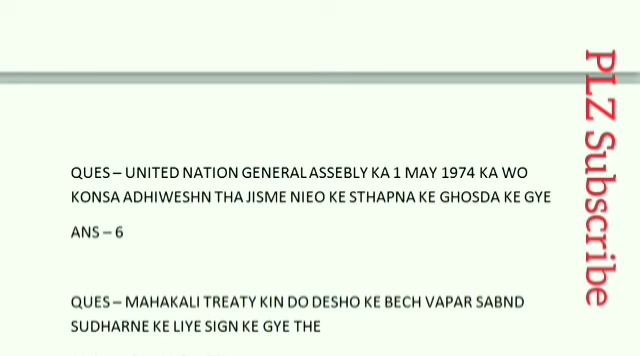 QUES – UNITED NATION GENERAL ASSEBLY KA 1 MAY 1974 KA WO
KONSA ADHIWESHN THA JISME NIEO KE STHAPNA KE GHOSDA KE GYE
ANS – 6
QUES – MAHAKALI TREATY KIN DO DESHO KE BECH VAPAR SABND
SUDHARNE KE LIYE SIGN KE GYE THE
PLZ Subscribe